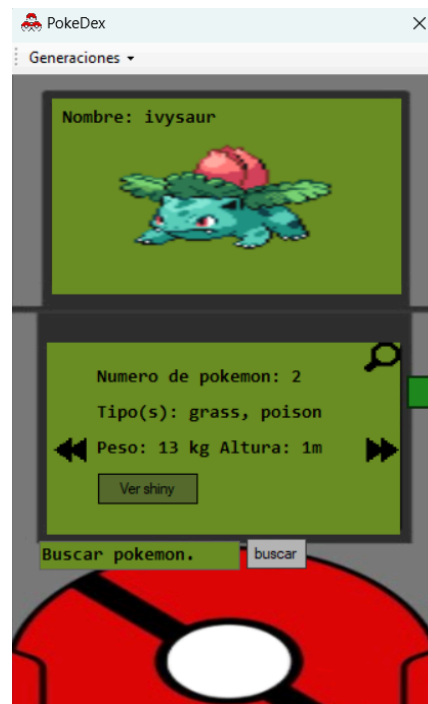 PokeDex
Generaciones
Nombre: ivysaur
Numero de pokemon: 2
Tipo(s): grass, poison
Peso: 13 kg Altura: 1m
Ver shiny
Buscar pokemon.
buscar